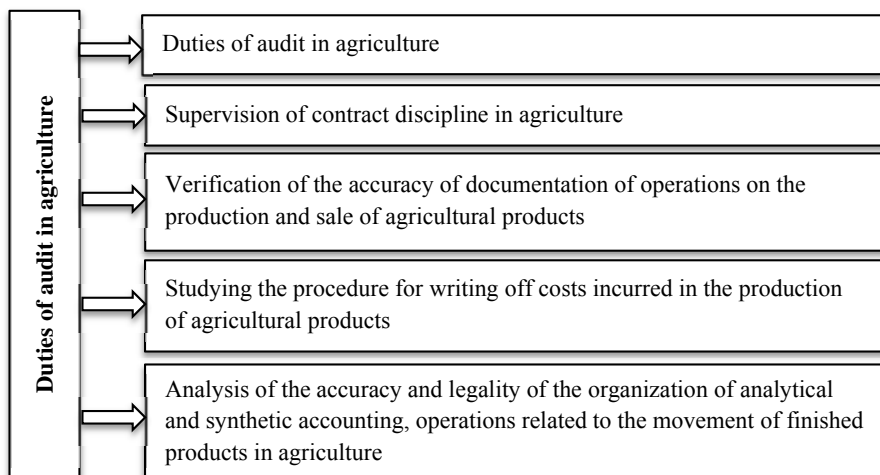 Duties of audit in agriculture
Duties of audit in agriculture
Supervision of contract discipline in agriculture
Verification of the accuracy of documentation of operations on the
production and sale of agricultural products
Studying the procedure for writing off costs incurred in the production
of agricultural products
Analysis of the accuracy and legality of the organization of analytical
and synthetic accounting, operations related to the movement of finished
products in agriculture